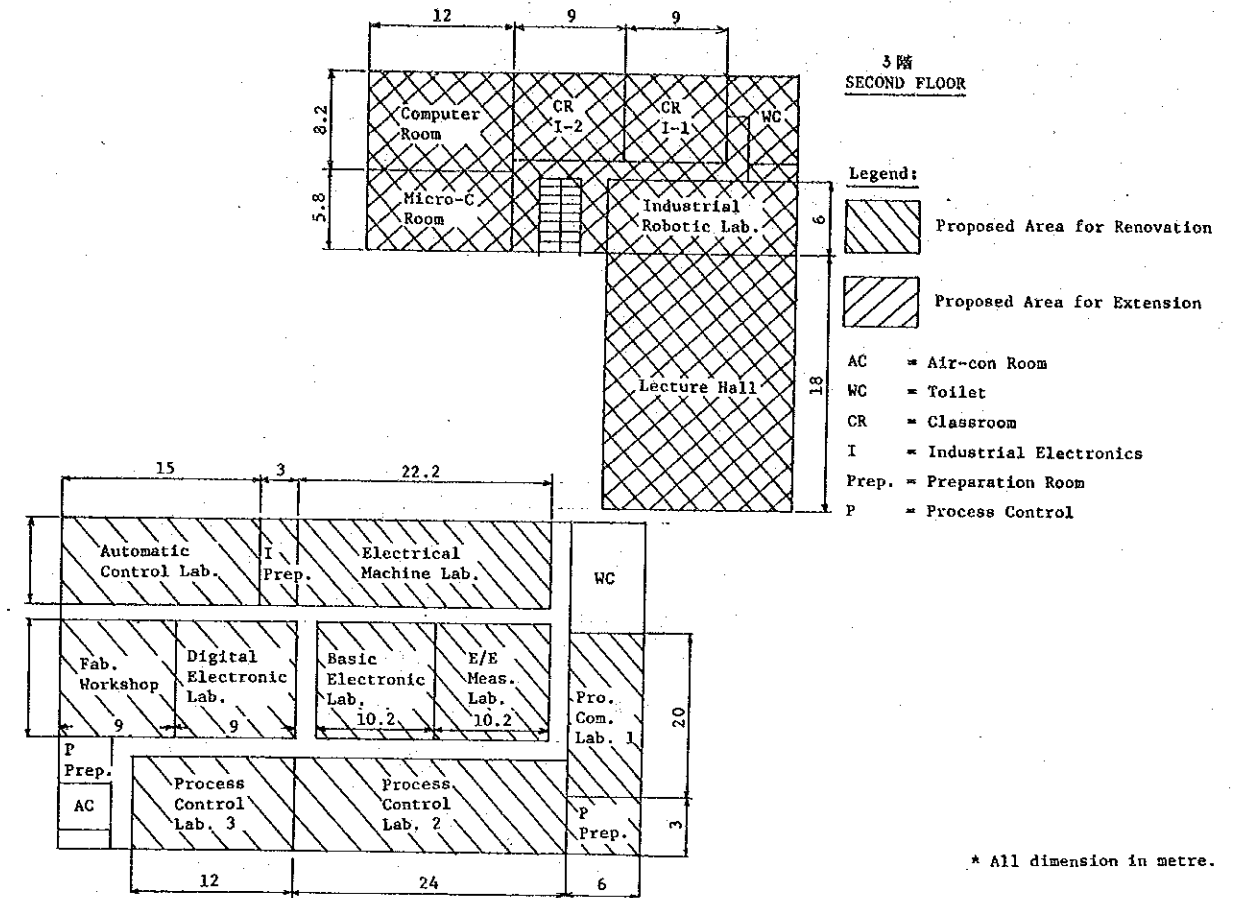 12 9 9
3階
SECOND FLOOR
8.2
5.8
Computer
Room
CR
I-2
CR
I-1
WC
Micro-C
Room
Industrial
Robotic Lab.
6
Lecture Hall
18
Legend:
Proposed Area for Renovation
Proposed Area for Extension
AC = Air-con Room
WC = Toilet
CR = Classroom
I = Industrial Electronics
Prep. = Preparation Room
P = Process Control
15 3 22.2
Automatic
Control Lab.
I
Prep.
Electrical
Machine Lab.
WC
Fab.
Workshop
9
Digital
Electronic
Lab.
9
Basic
Electronic
Lab.
10.2
E/E
Meas.
Lab.
10.2
Pro.
Com.
Lab. 1
20
P
Prep.
AC
Process
Control
Lab. 3
Process
Control
Lab. 2
P
Prep.
3
12 24 6
* All dimension in metre.